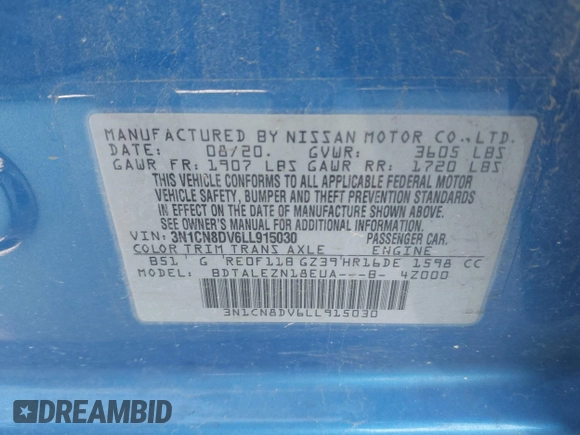 MANUFACTURED BY NISSAN MOTOR CO., LTD.
DATE: 08/20. GVWR: 3605 LBS
GAWR FR: 1907 LBS GAWR RR: 1720 LBS
THIS VEHICLE CONFORMS TO ALL APPLICABLE FEDERAL MOTOR
VEHICLE SAFETY, BUMPER AND THEFT PREVENTION STANDARDS
IN EFFECT ON THE DATE OF MANUFACTURE SHOWN ABOVE.
SEE OWNER'S MANUAL FOR ADDITIONAL INFORMATION.
VIN: 3N1CN8DV6LL915030 PASSENGER CAR.
COLOR TRIM TRANS AXLE ENGINE
B51 G RE0F11B GZ39 HR16DE 1598 CC
BDTALEZN18EUA---B- 4Z000
3N1CN8DV6LL915030
DREAMBID